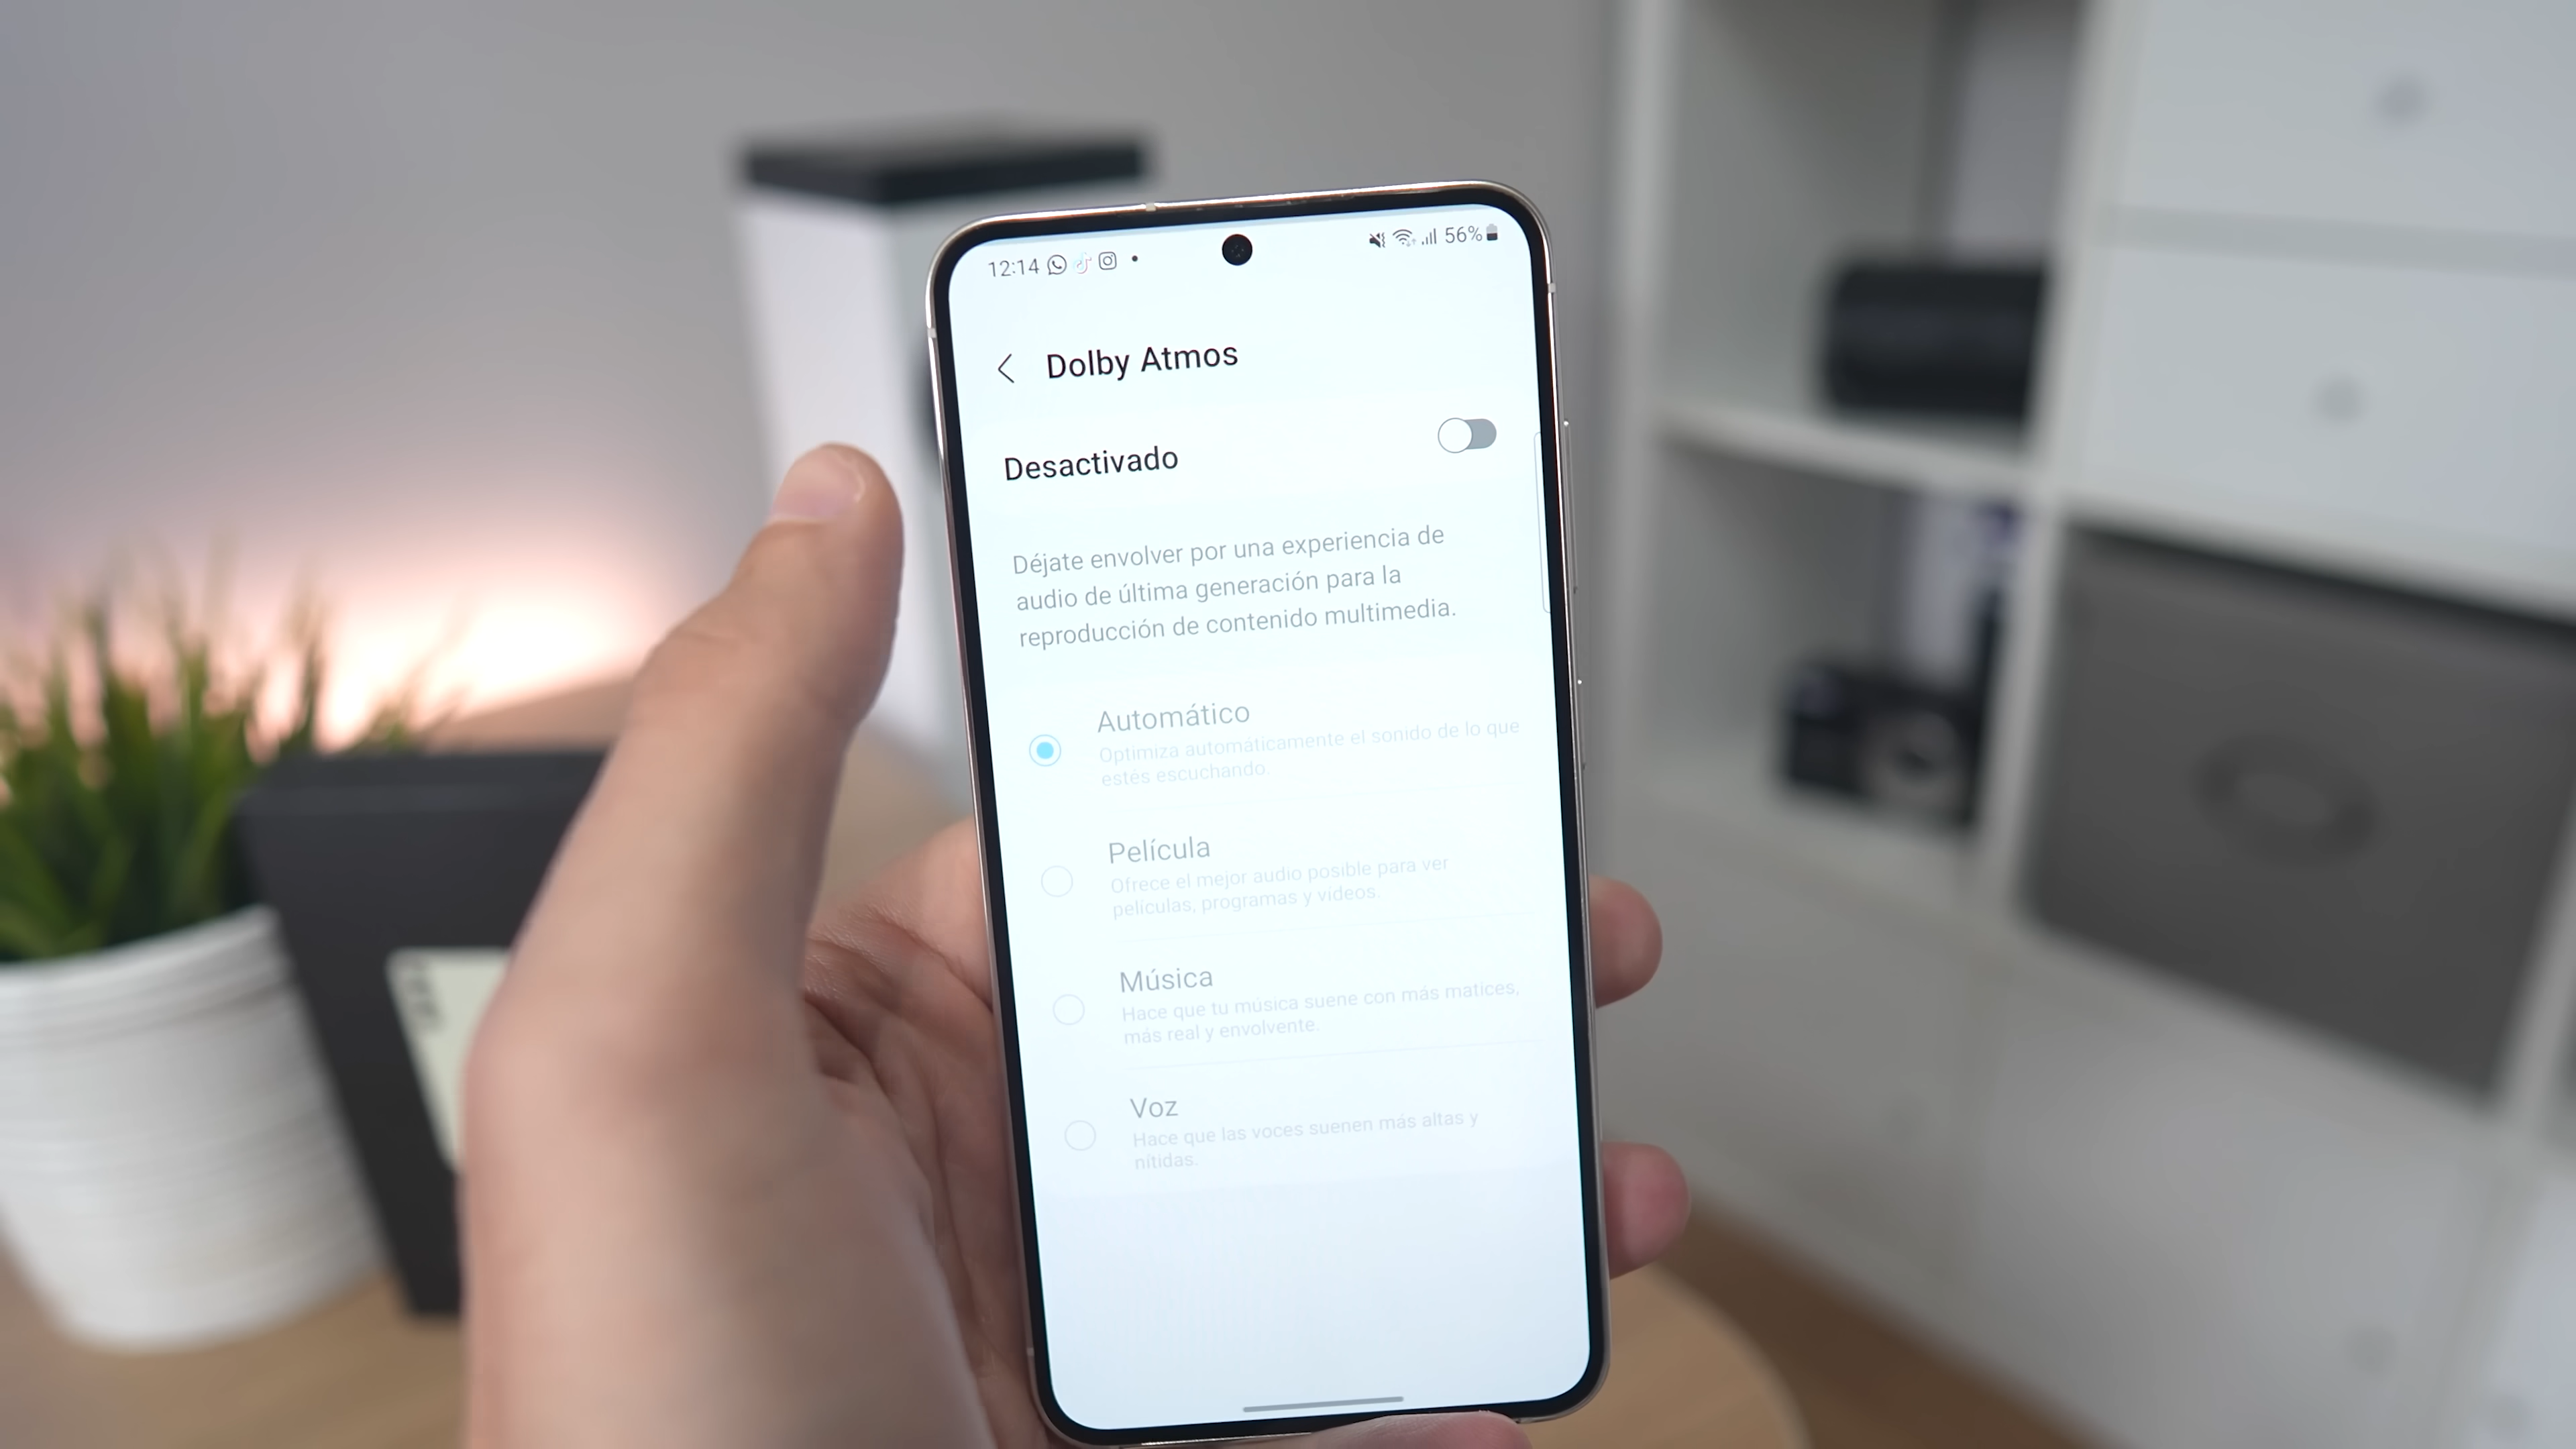 12:14
56%
Dolby Atmos
Desactivado
Déjate envolver por una experiencia de
audio de última generación para la
reproducción de contenido multimedia.
Automático
Optimiza automáticamente el sonido de lo que
estés escuchando.
Película
Ofrece el mejor audio posible para ver
películas, programas y vídeos.
Música
Hace que tu música suene con más matices,
más real y envolvente.
Voz
Hace que las voces suenen más altas y
nítidas.